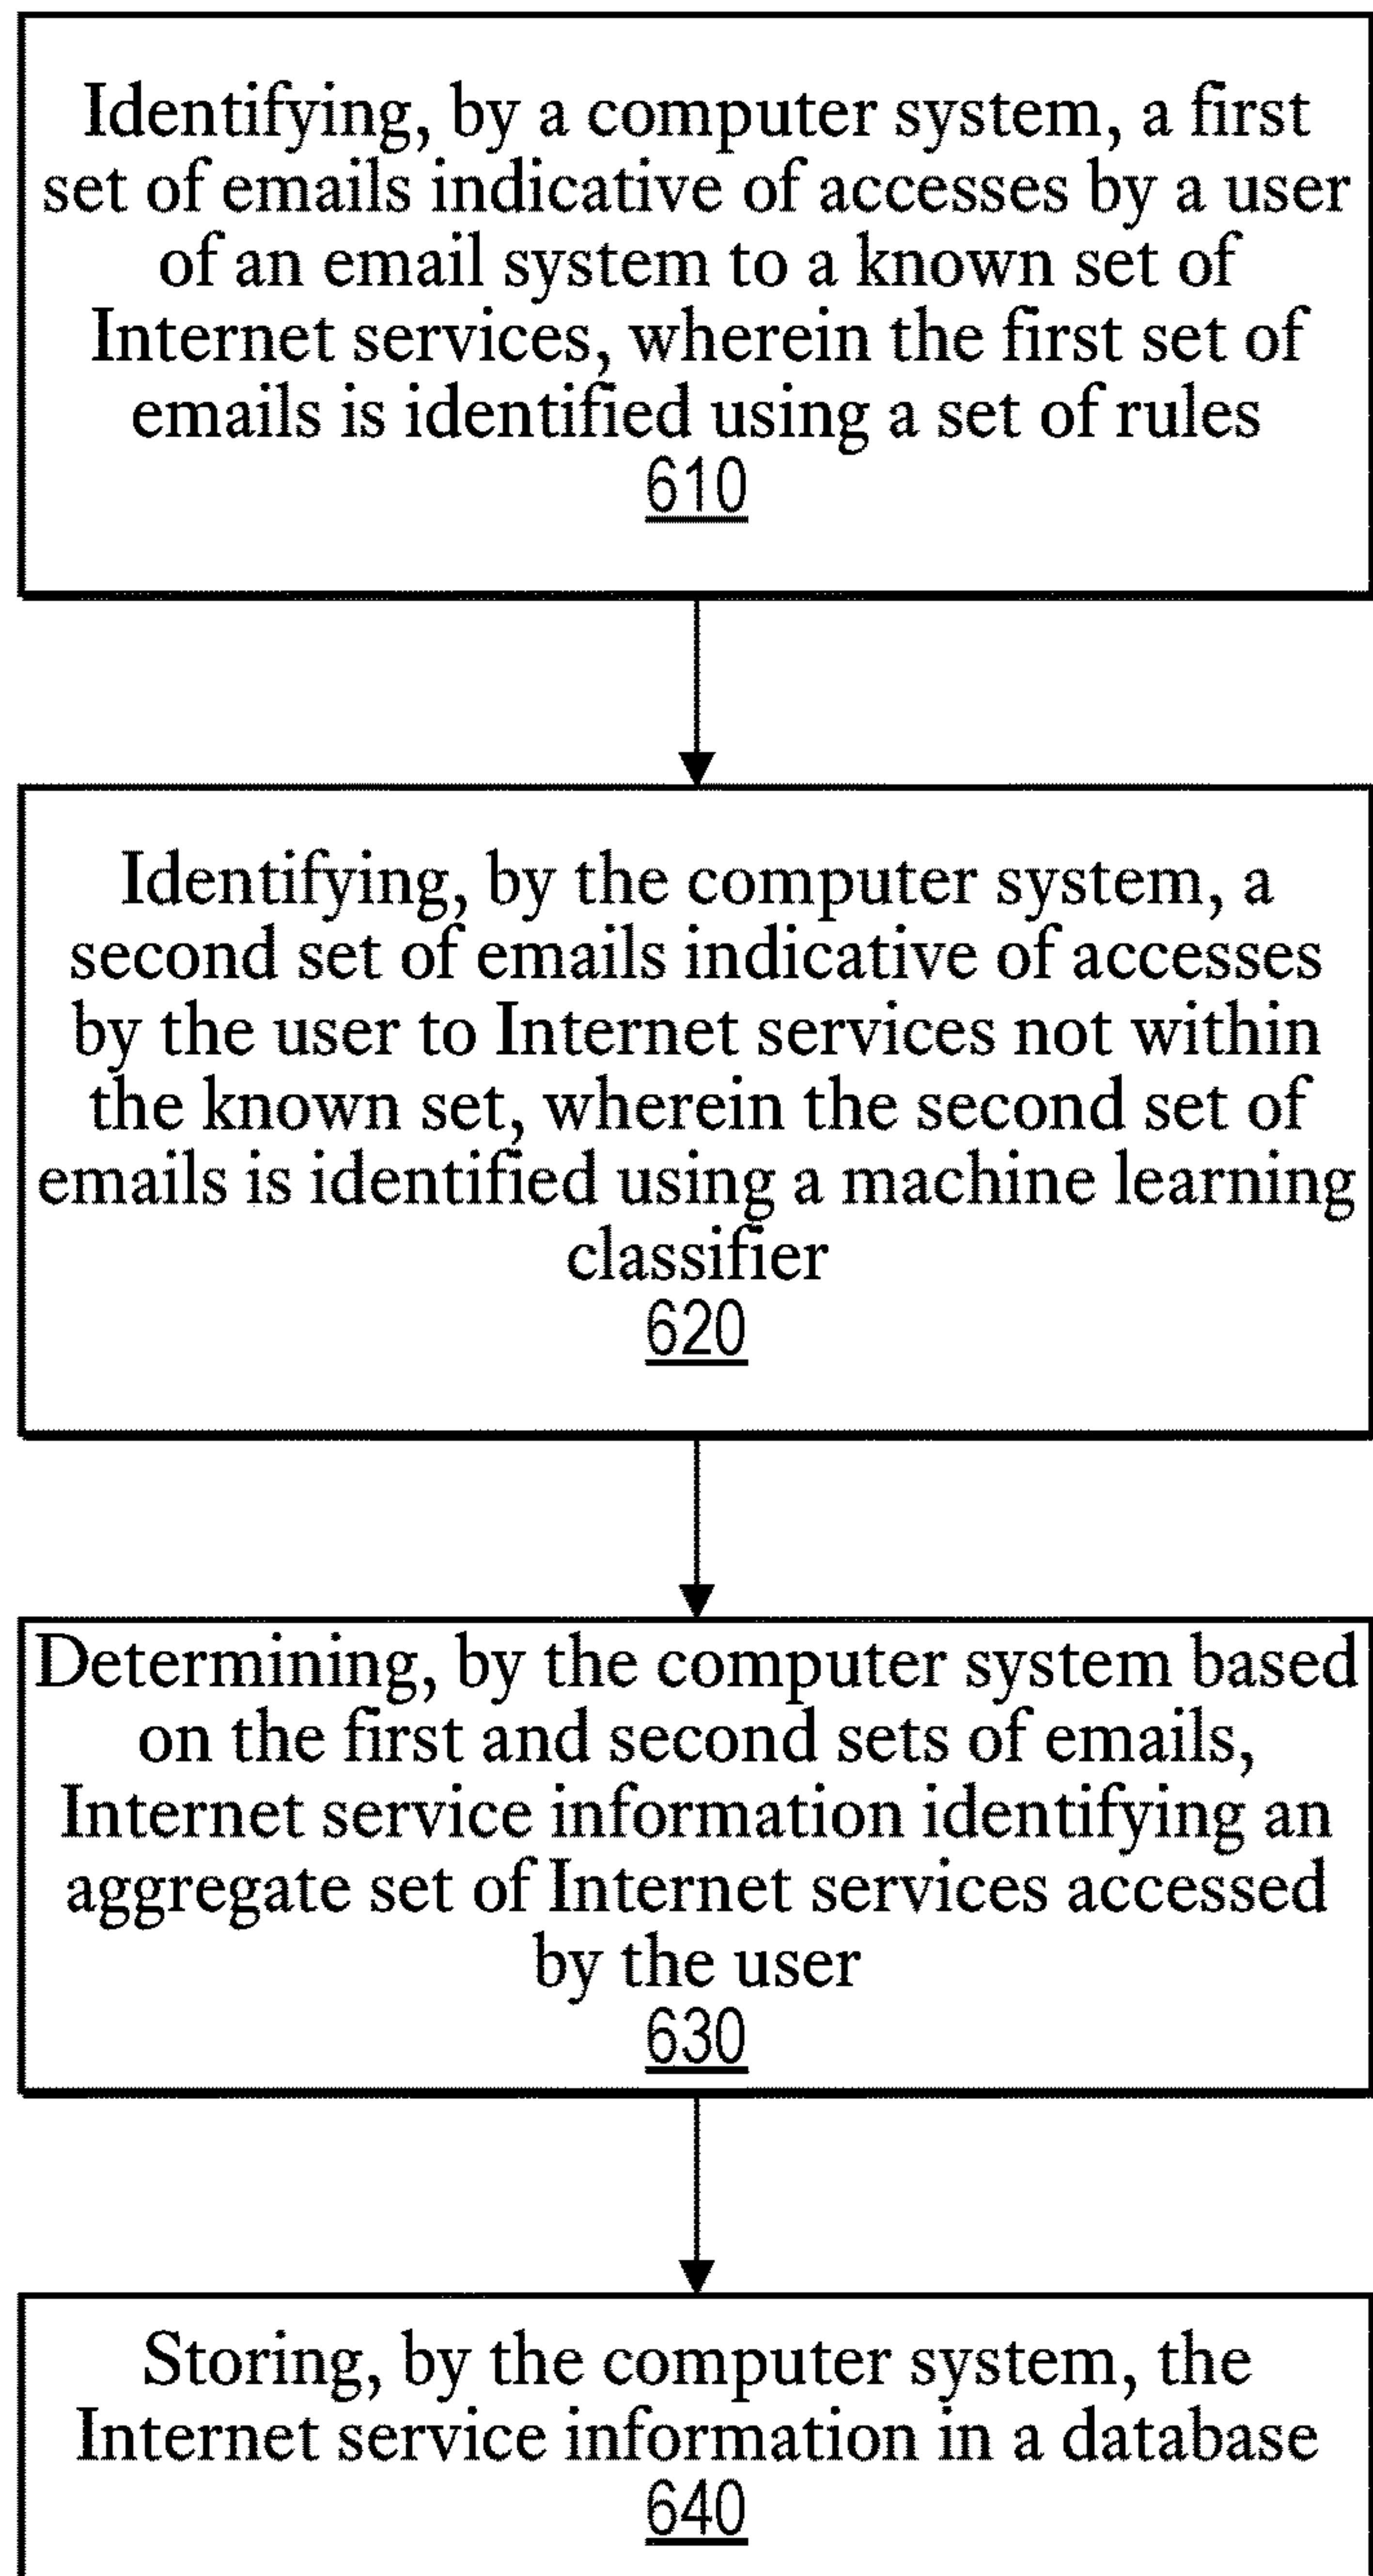 Identifying, by a computer system, a first
set of emails indicative of accesses by a user
of an email system to a known set of
Internet services, wherein the first set of
emails is identified using a set of rules
610
Identifying, by the computer system, a
second set of emails indicative of accesses
by the user to Internet services not within
the known set, wherein the second set of
emails is identified using a machine learning
classifier
620
Determining, by the computer system based
on the first and second sets of emails,
Internet service information identifying an
aggregate set of Internet services accessed
by the user
630
Storing, by the computer system, the
Internet service information in a database
640